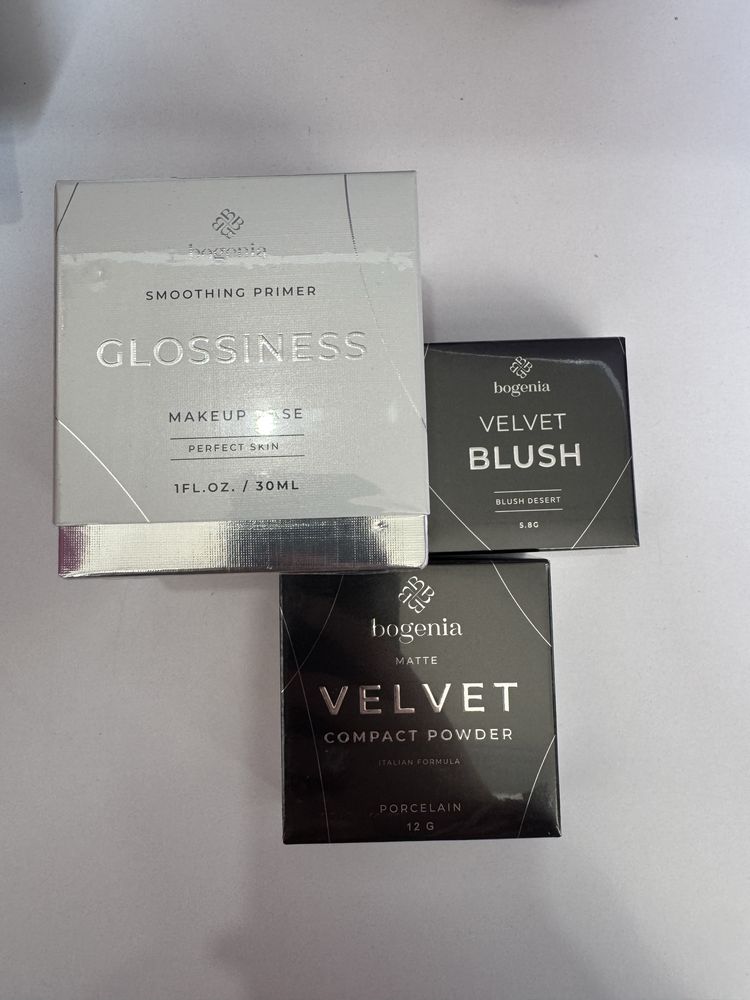 bogenia
SMOOTHING PRIMER
GLOSSINESS
MAKEUP
PERFECT SKIN
1FL.OZ. / 30ML
bogenia
VELVET
BLUSH
BLUSH DESERT
5.8G
bogenia
MATTE
VELVET
COMPACT POWDER
ITALIAN FORMULA
PORCELAIN
12 G